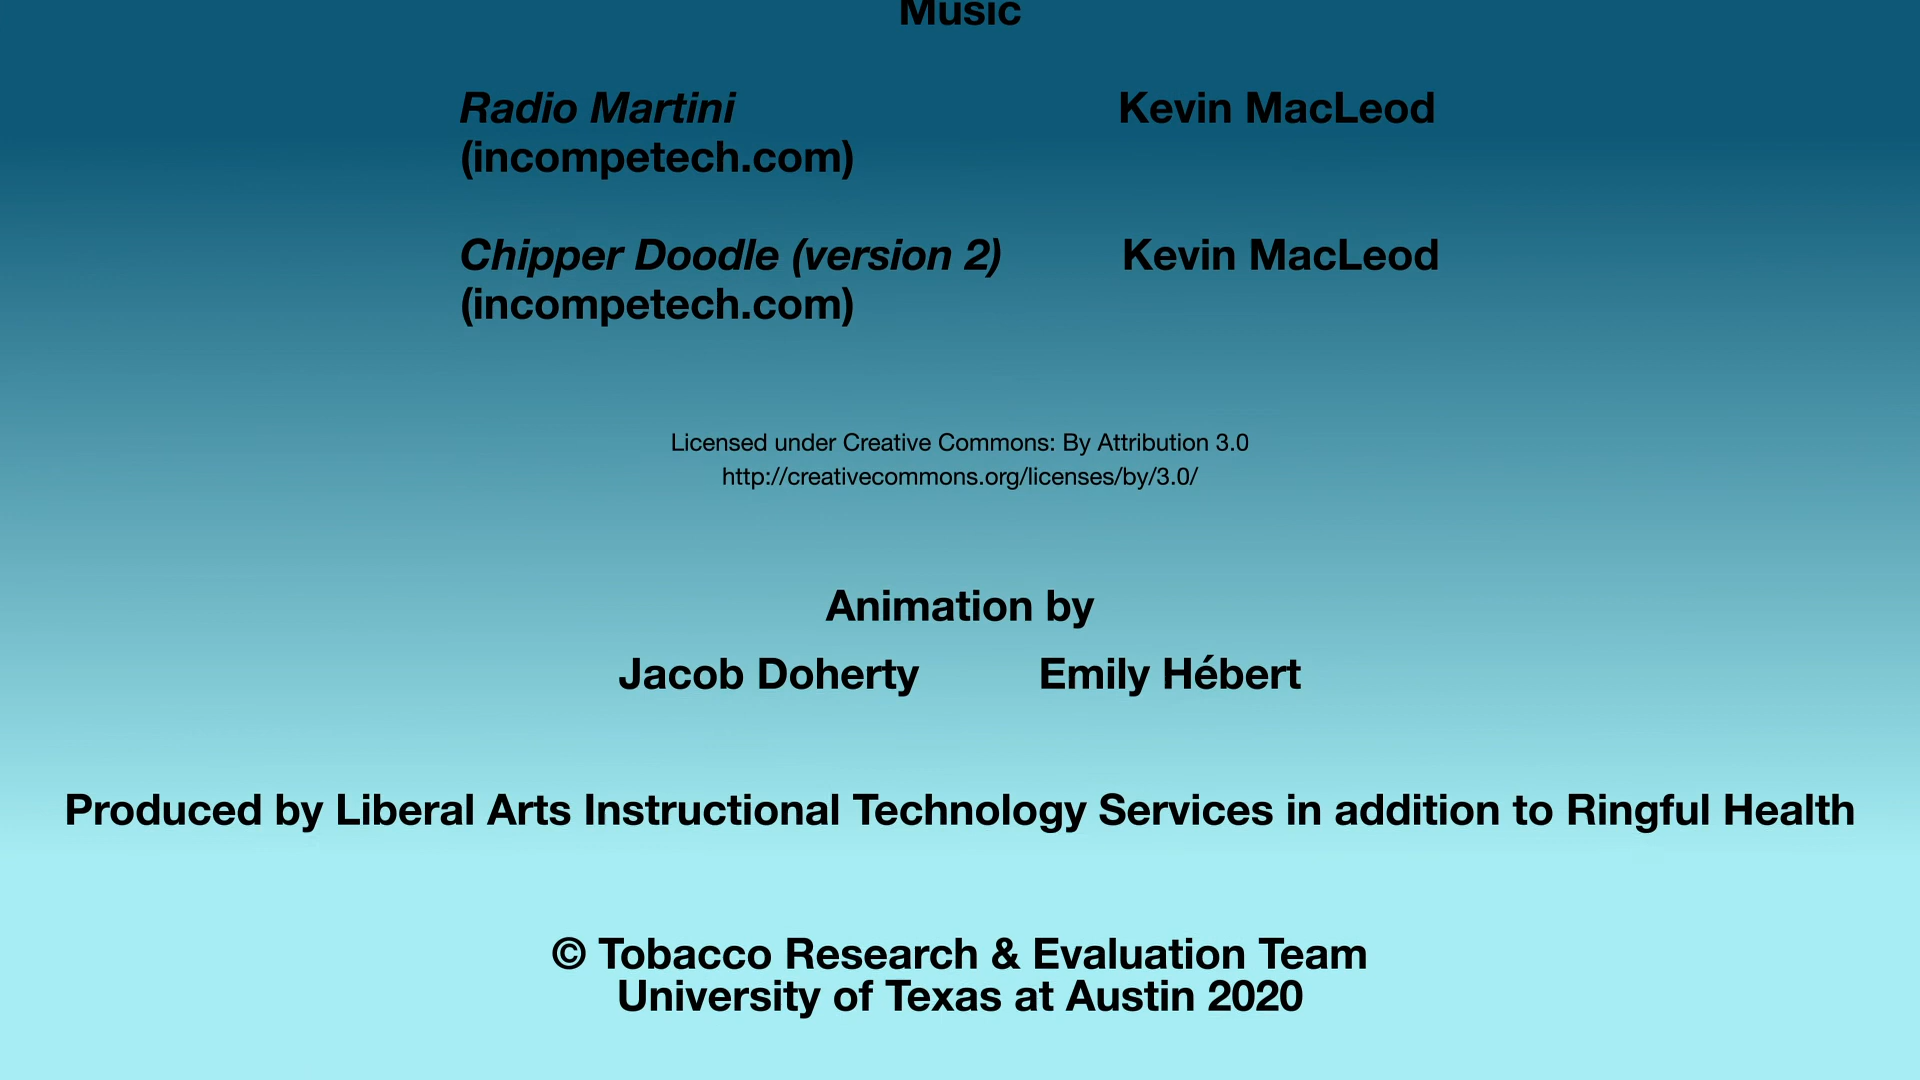 Music
Radio Martini Kevin MacLeod
(incompetech.com)
Chipper Doodle (version 2) Kevin MacLeod
(incompetech.com)
Licensed under Creative Commons: By Attribution 3.0
http://creativecommons.org/licenses/by/3.0/
Animation by
Jacob Doherty Emily Hébert
Produced by Liberal Arts Instructional Technology Services in addition to Ringful Health
© Tobacco Research & Evaluation Team
University of Texas at Austin 2020